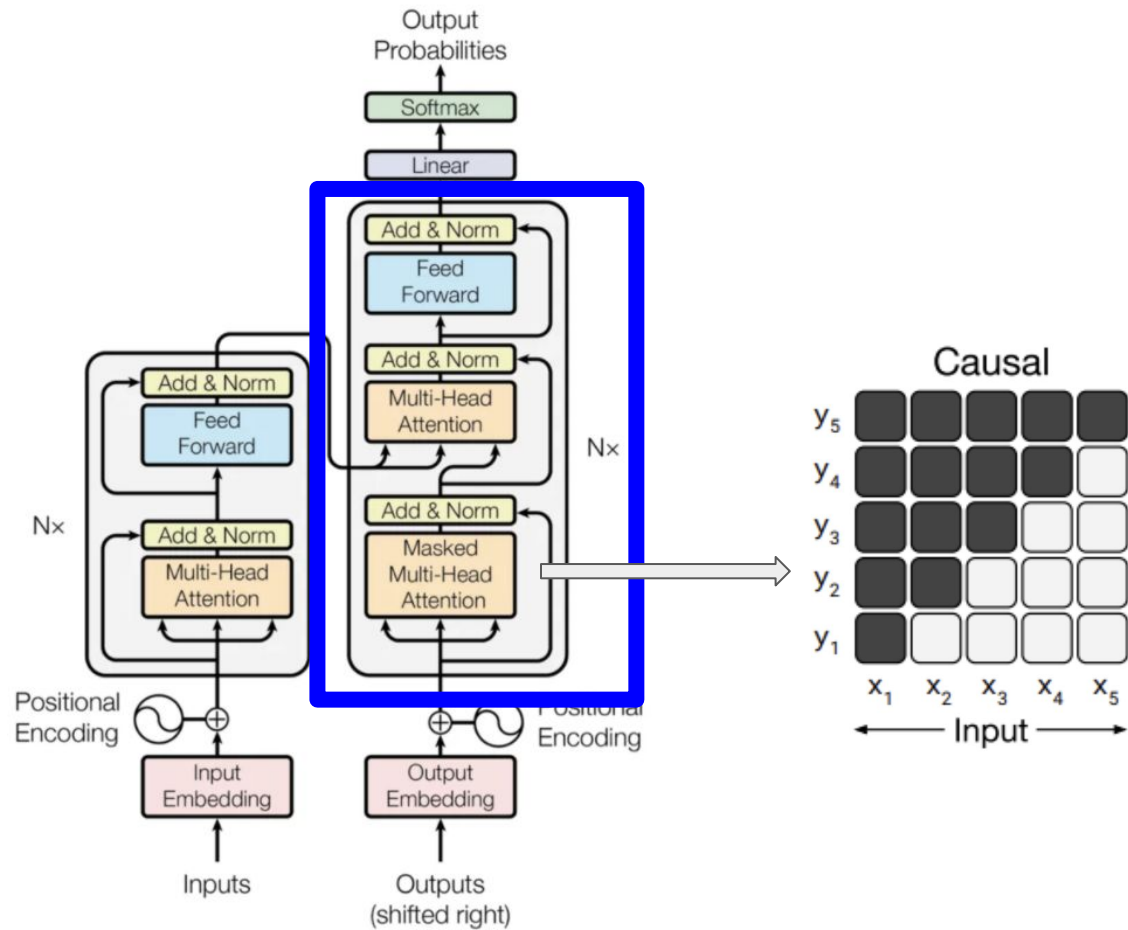 Output
Probabilities
Softmax
Linear
Add & Norm
Feed
Forward
Add & Norm
Multi-Head
Attention
Nx
Add & Norm
Masked
Multi-Head
Attention
Add & Norm
Feed
Forward
Nx
Add & Norm
Multi-Head
Attention
Positional
Encoding
Positional
Encoding
Input
Embedding
Output
Embedding
Inputs
Outputs
(shifted right)
Causal
y5
y4
y3
y2
y1
x1 x2 x3 x4 x5
Input